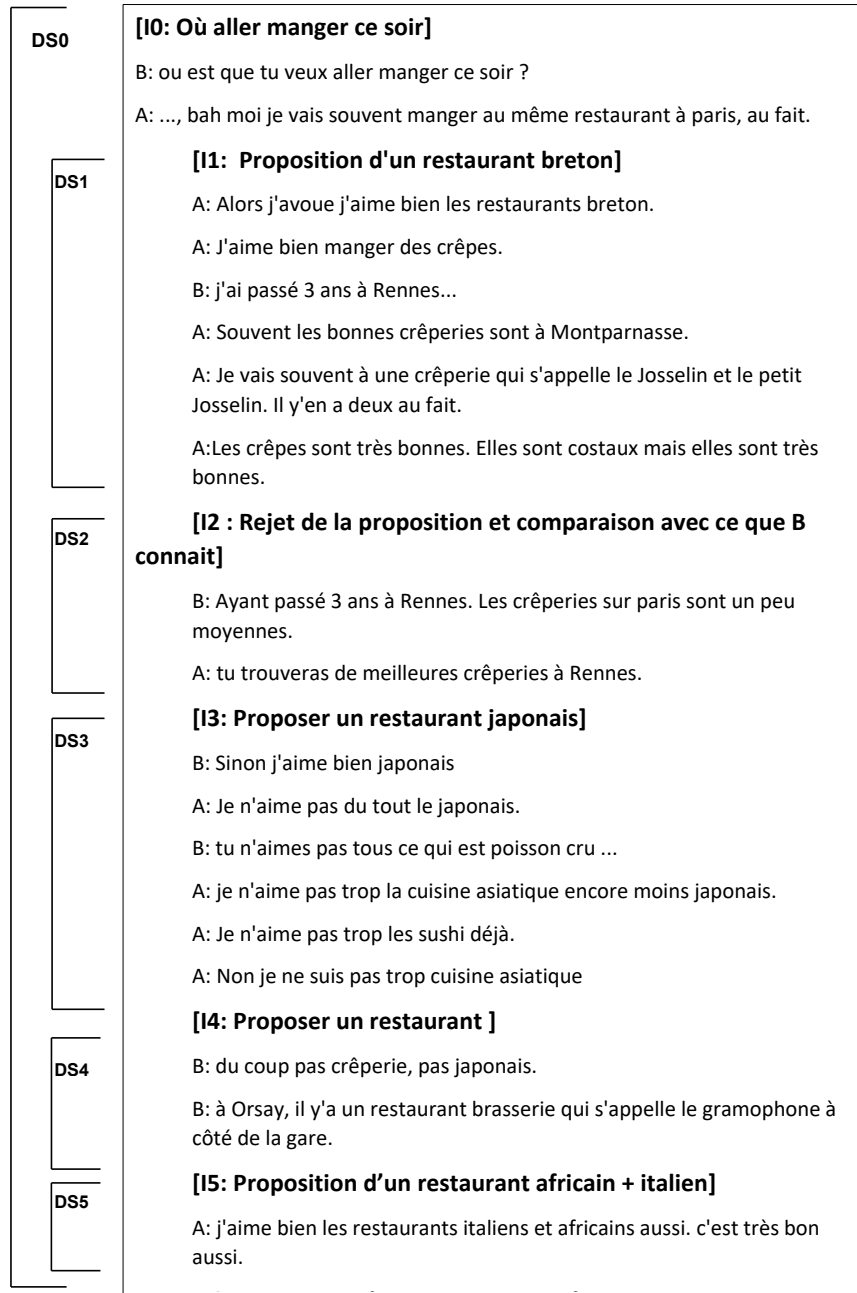 DS0
[I0: Où aller manger ce soir]
B: ou est que tu veux aller manger ce soir ?
A: ..., bah moi je vais souvent manger au même restaurant à paris, au fait.
DS1
[I1: Proposition d'un restaurant breton]
A: Alors j'avoue j'aime bien les restaurants breton.
A: J'aime bien manger des crêpes.
B: j'ai passé 3 ans à Rennes...
A: Souvent les bonnes crêperies sont à Montparnasse.
A: Je vais souvent à une crêperie qui s'appelle le Josselin et le petit
Josselin. Il y'en a deux au fait.
A:Les crêpes sont très bonnes. Elles sont costaux mais elles sont très
bonnes.
DS2
[I2 : Rejet de la proposition et comparaison avec ce que B
connait]
B: Ayant passé 3 ans à Rennes. Les crêperies sur paris sont un peu
moyennes.
A: tu trouveras de meilleures crêperies à Rennes.
DS3
[I3: Proposer un restaurant japonais]
B: Sinon j'aime bien japonais
A: Je n'aime pas du tout le japonais.
B: tu n'aimes pas tous ce qui est poisson cru ...
A: je n'aime pas trop la cuisine asiatique encore moins japonais.
A: Je n'aime pas trop les sushi déjà.
A: Non je ne suis pas trop cuisine asiatique
[I4: Proposer un restaurant ]
DS4
B: du coup pas crêperie, pas japonais.
B: à Orsay, il y'a un restaurant brasserie qui s'appelle le gramophone à
côté de la gare.
[I5: Proposition d’un restaurant africain + italien]
DS5
A: j'aime bien les restaurants italiens et africains aussi. c'est très bon
aussi.